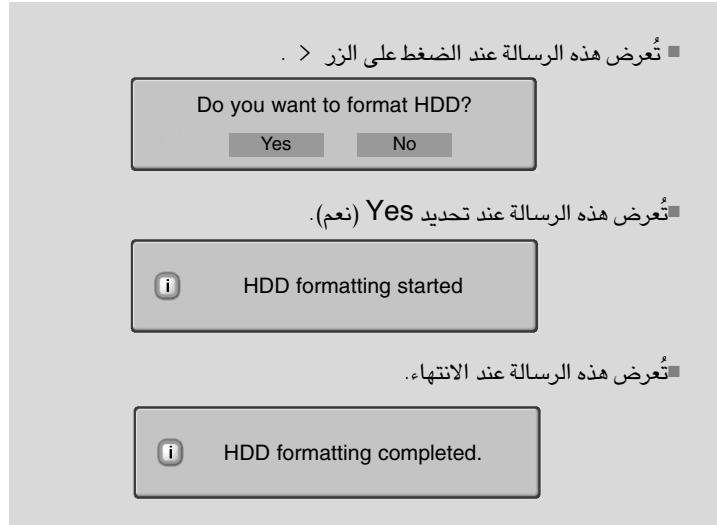 ■ تُعرض هذه الرسالة عند الضغط على الزر > .
Do you want to format HDD?
Yes No
■تُعرض هذه الرسالة عند تحديد Yes (نعم).
i HDD formatting started
■تُعرض هذه الرسالة عند الانتهاء.
i HDD formatting completed.